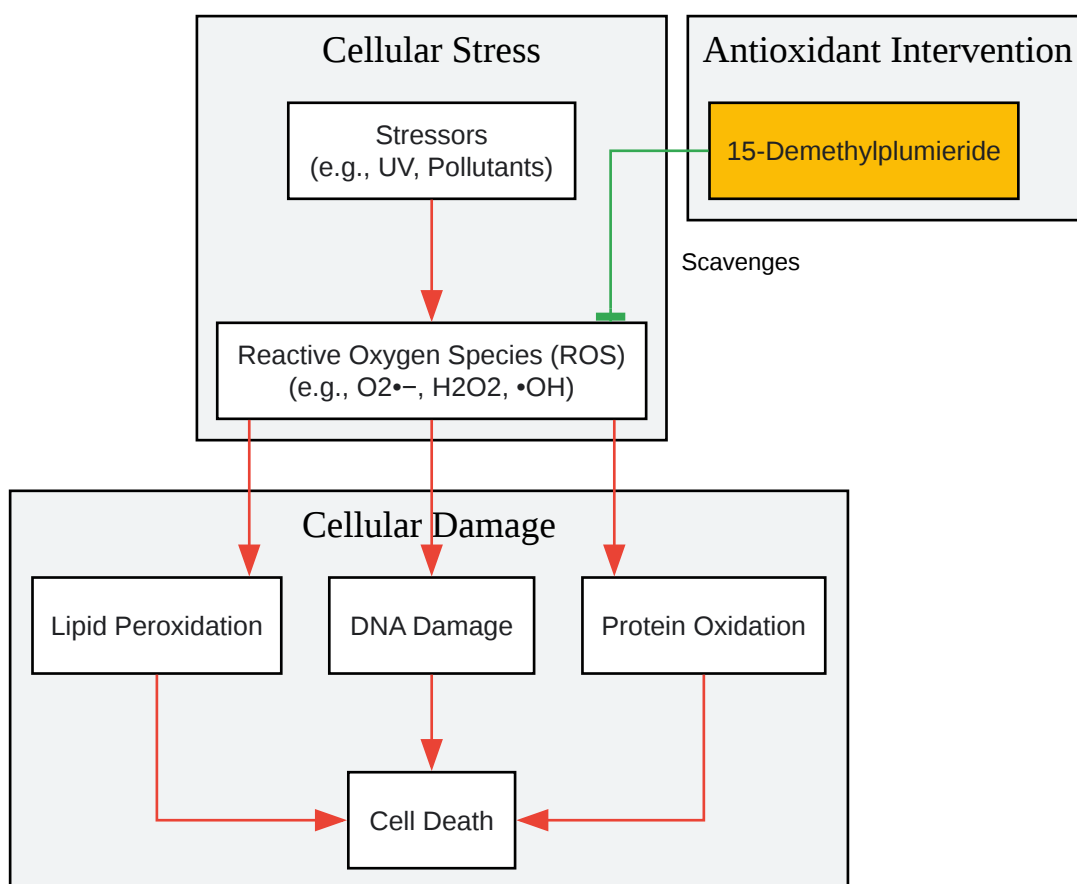 Cellular Stress
Antioxidant Intervention
Stressors
(e.g., UV, Pollutants)
15-Demethylplumieride
Scavenges
Reactive Oxygen Species (ROS)
(e.g., O2•−, H2O2, •OH)
Cellular Damage
Lipid Peroxidation
DNA Damage
Protein Oxidation
Cell Death